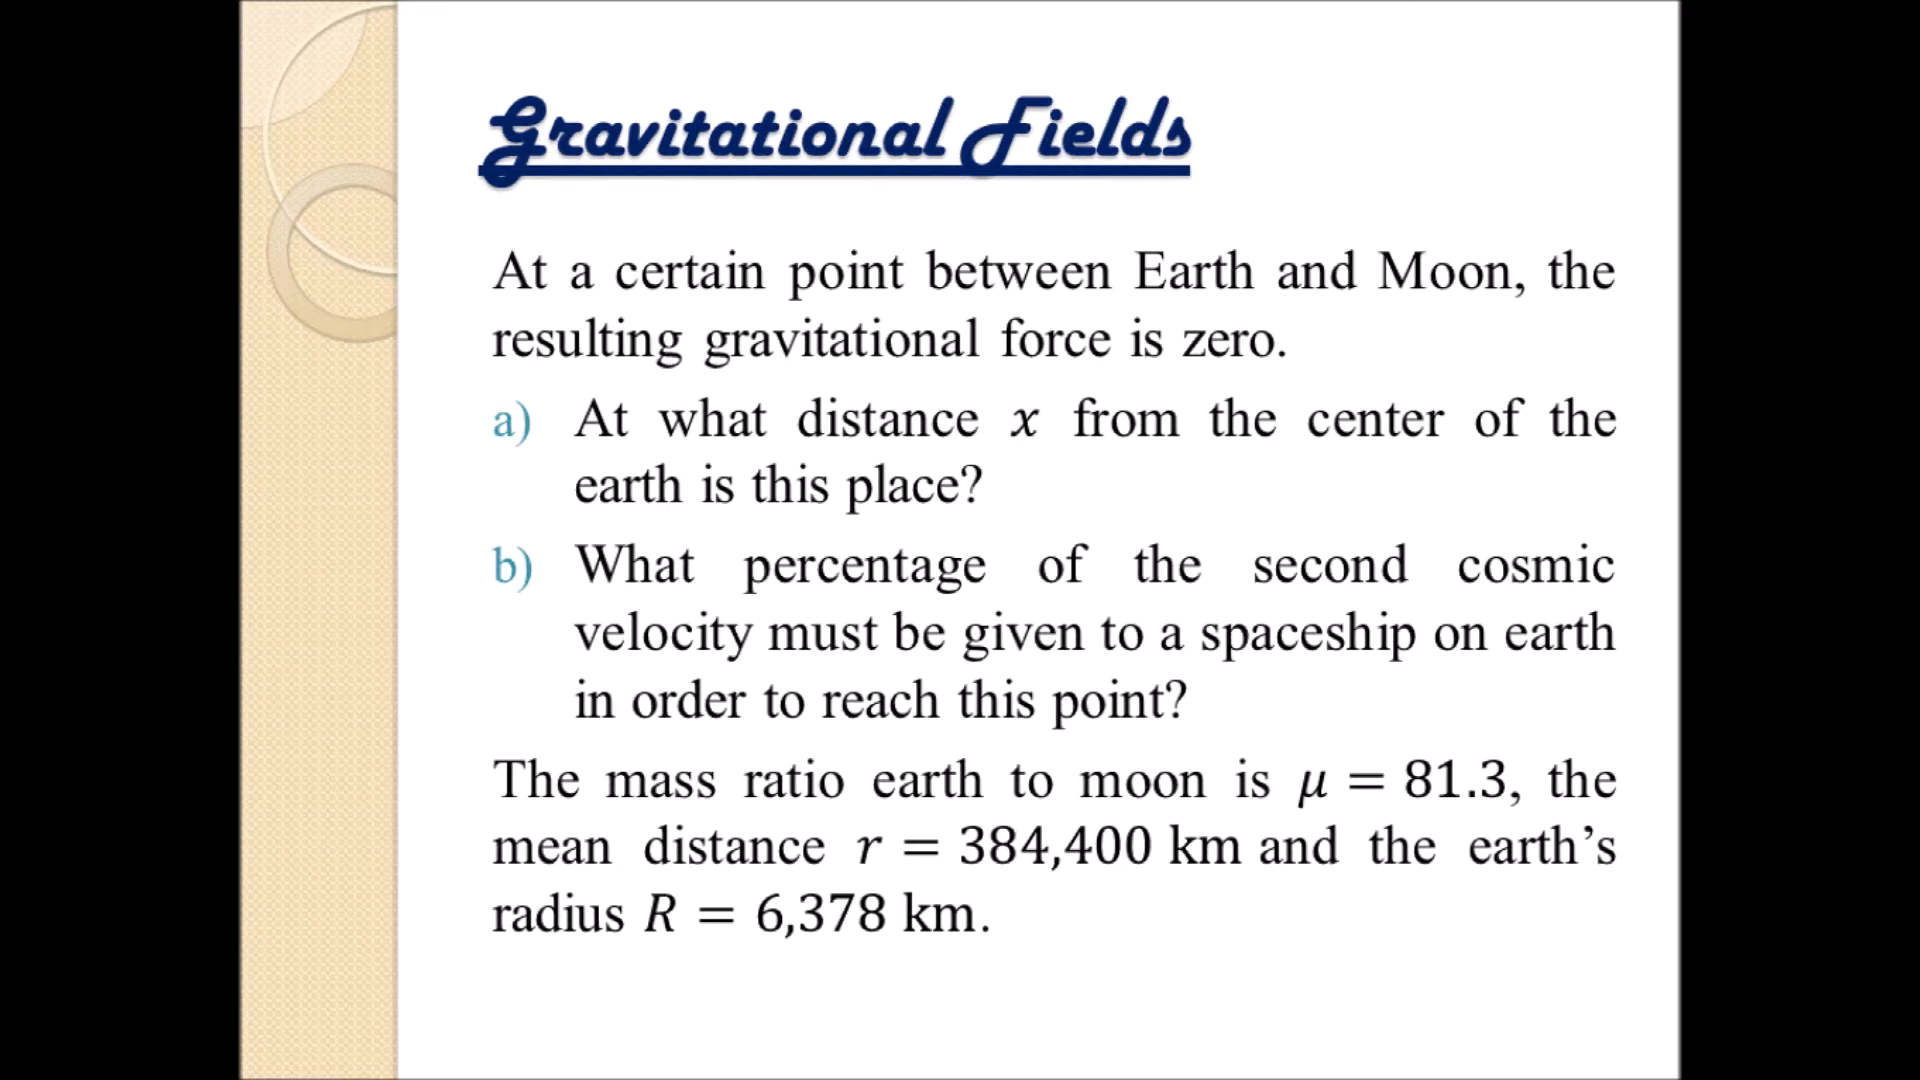 Gravitational Fields
At a certain point between Earth and Moon, the
resulting gravitational force is zero.
a) At what distance x from the center of the
earth is this place?
b) What percentage of the second cosmic
velocity must be given to a spaceship on earth
in order to reach this point?
The mass ratio earth to moon is μ = 81.3, the
mean distance r = 384,400 km and the earth’s
radius R = 6,378 km.